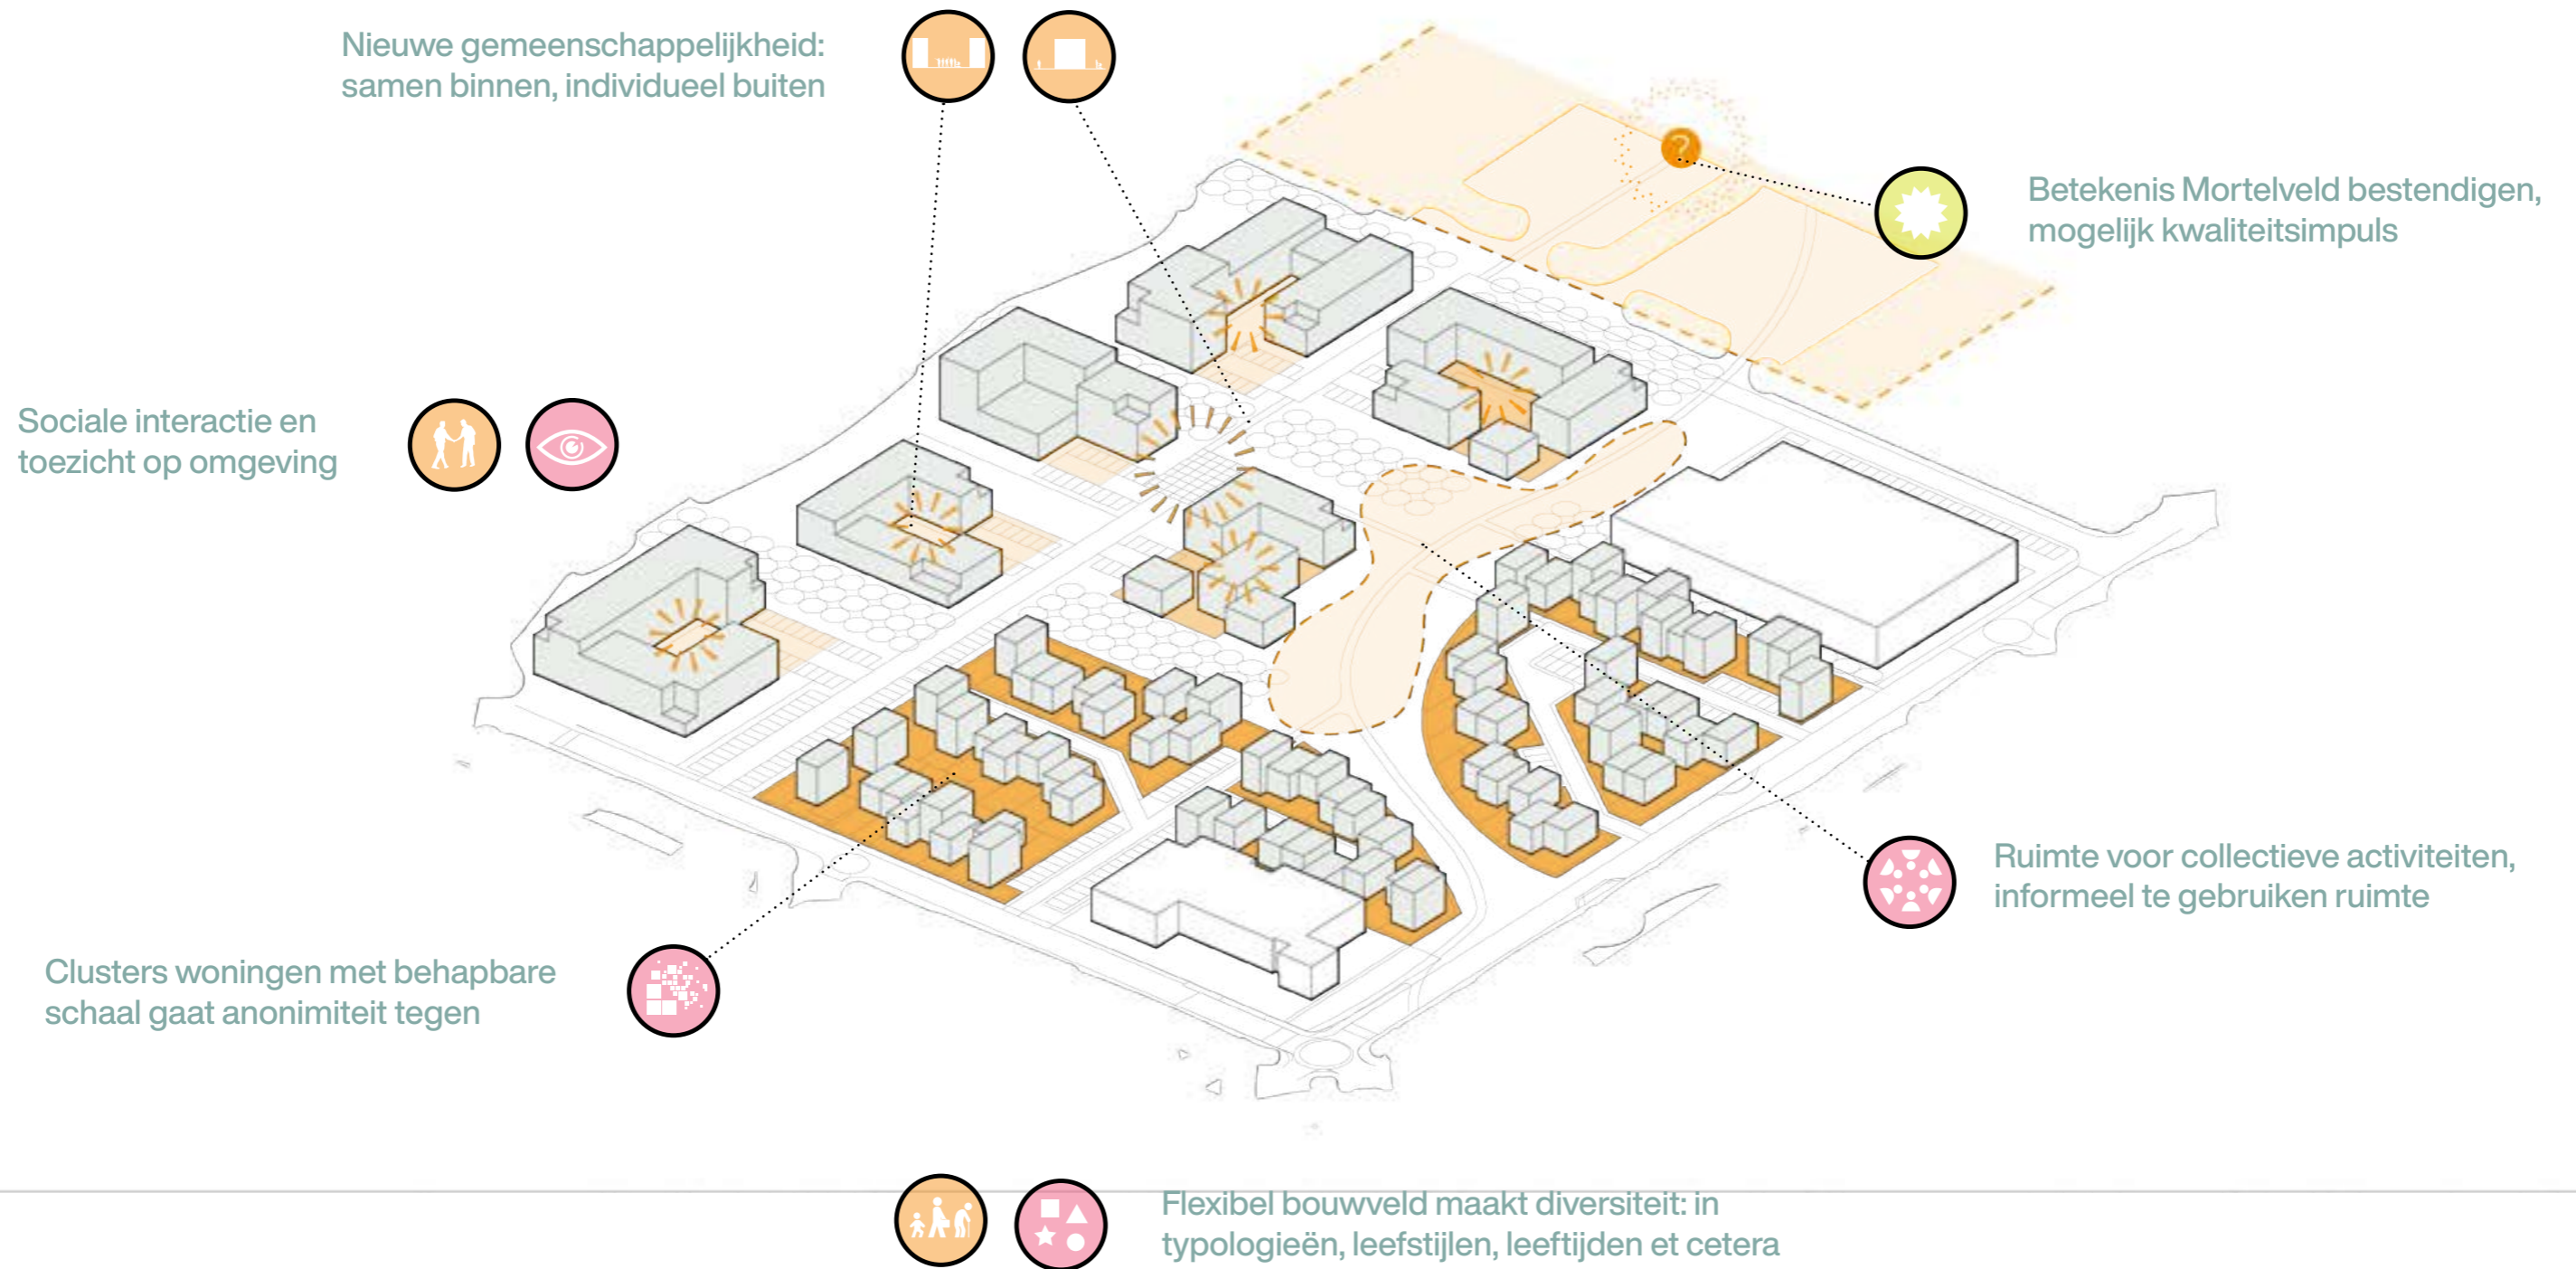 Nieuwe gemeenschappelijkheid:
samen binnen, individueel buiten
?
Betekenis Mortelveld bestendigen,
mogelijk kwaliteitsimpuls
Sociale interactie en
toezicht op omgeving
Ruimte voor collectieve activiteiten,
informeel te gebruiken ruimte
Clusters woningen met behapbare
schaal gaat anonimiteit tegen
Flexibel bouwveld maakt diversiteit: in
typologieën, leefstijlen, leeftijden et cetera